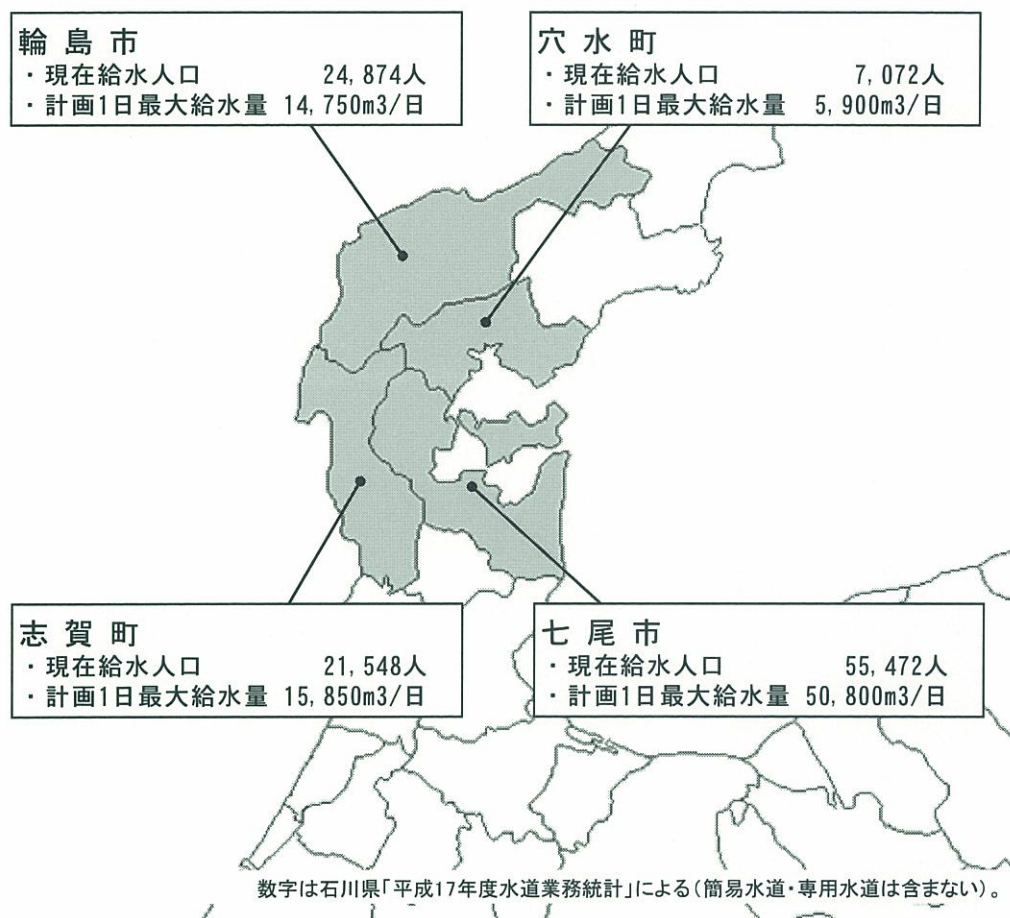 輪島市
・現在給水人口 24,874人
・計画1日最大給水量 14,750m3/日
穴水町
・現在給水人口 7,072人
・計画1日最大給水量 5,900m3/日
志賀町
・現在給水人口 21,548人
・計画1日最大給水量 15,850m3/日
七尾市
・現在給水人口 55,472人
・計画1日最大給水量 50,800m3/日
数字は石川県「平成17年度水道業務統計」による(簡易水道・専用水道は含まない)。